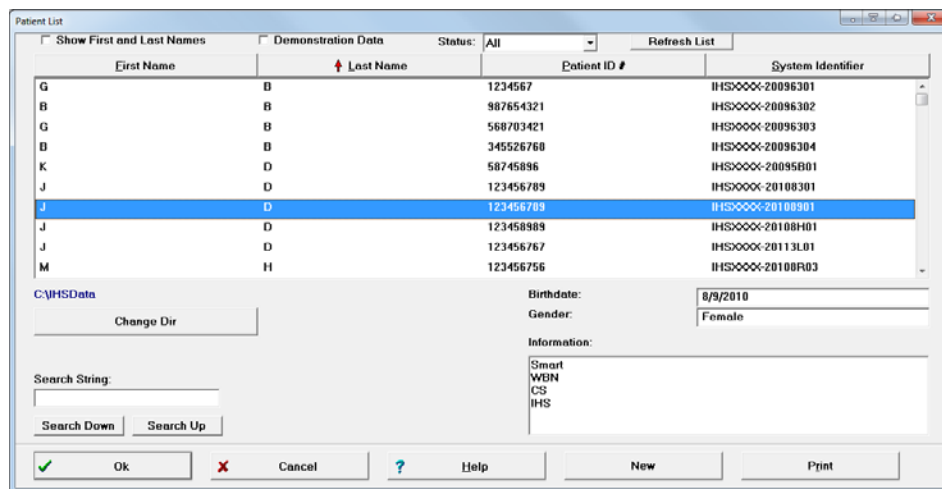 Patient List
Show First and Last Names Demonstration Data Status: All Refresh List
First Name Last Name Patient ID # System Identifier
G B 1234567 IHSXXXX-20096301
B B 987654321 IHSXXXX-20096302
G B 568703421 IHSXXXX-20096303
B B 345526768 IHSXXXX-20096304
K D 58745896 IHSXXXX-20095B01
J D 123456789 IHSXXXX-20108301
J D 123456789 IHSXXXX-20108901
J D 123458989 IHSXXXX-20108H01
J D 123456767 IHSXXXX-20113L01
M H 123456756 IHSXXXX-20108R03
C:\IHSData
Change Dir
Birthdate: 8/9/2010
Gender: Female
Information:
Smart
WBN
CS
IHS
Search String:
Search Down Search Up
Ok Cancel Help New Print